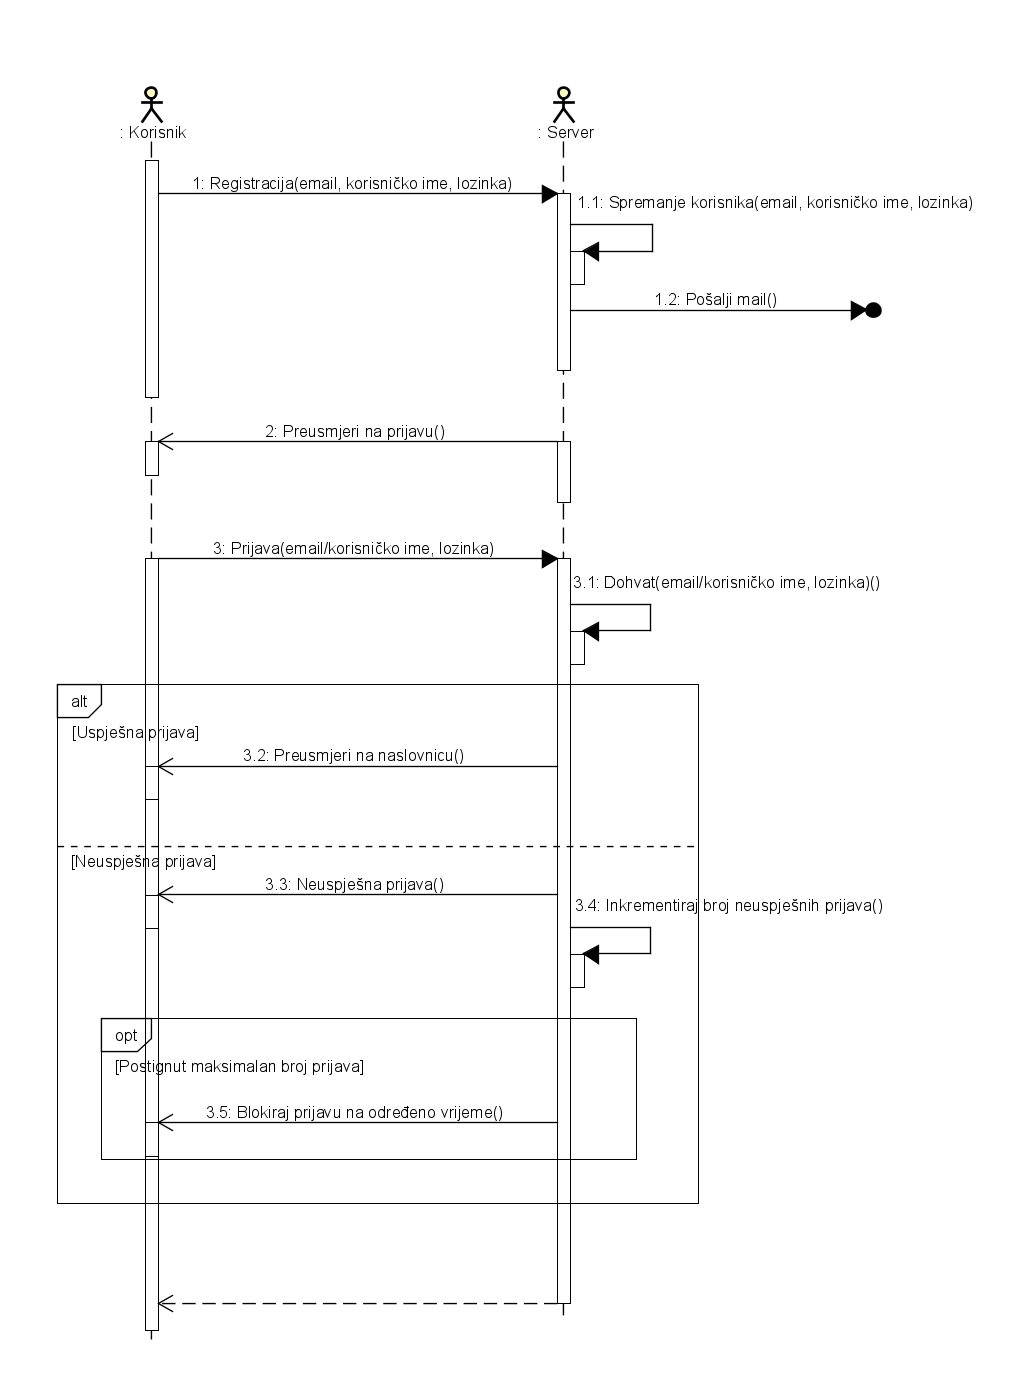 : Korisnik
: Server
1: Registracija(email, korisničko ime, lozinka)
1.1: Spremanje korisnika(email, korisničko ime, lozinka)
1.2: Pošalji mail()
2: Preusmjeri na prijavu()
3: Prijava(email/korisničko ime, lozinka)
3.1: Dohvat(email/korisničko ime, lozinka)()
alt
[Uspješna prijava]
3.2: Preusmjeri na naslovnicu()
[Neuspješna prijava]
3.3: Neuspješna prijava()
3.4: Inkrementiraj broj neuspješnih prijava()
opt
[Postignut maksimalan broj prijava]
3.5: Blokiraj prijavu na određeno vrijeme()